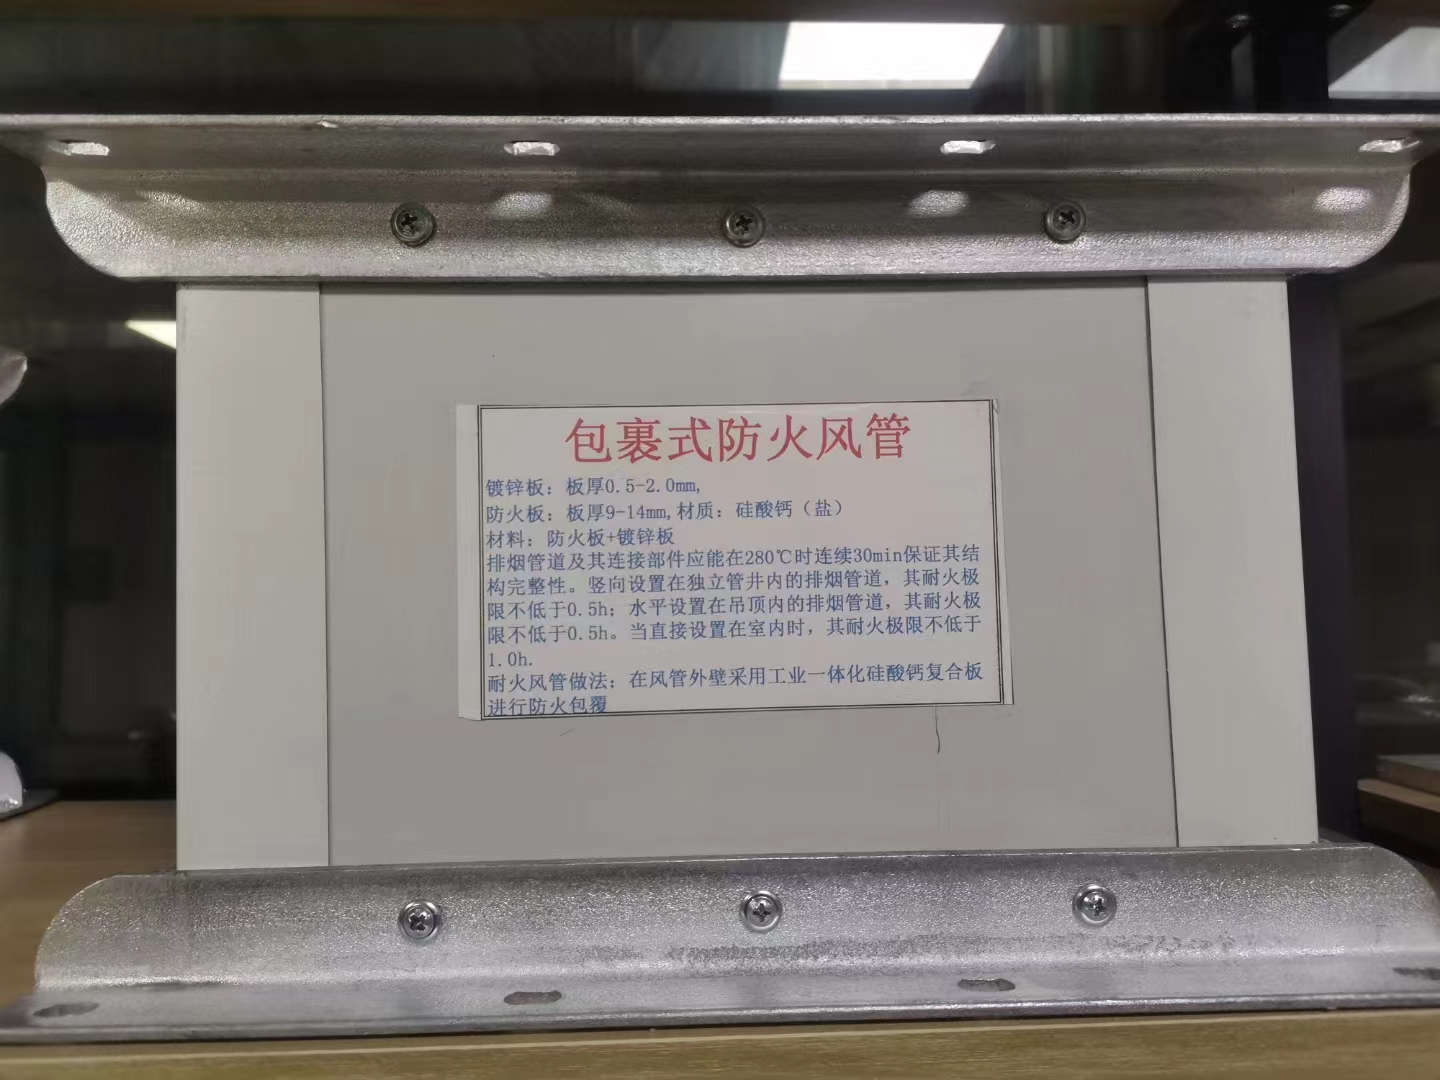 包裹式防火风管
镀锌板：板厚0.5-2.0mm,
防火板：板厚9-14mm,材质：硅酸钙（盐）
材料：防火板+镀锌板
排烟管道及其连接部件应能在280℃时连续30min保证其结
构完整性。竖向设置在独立管井内的排烟管道，其耐火极
限不低于0.5h；水平设置在吊顶内的排烟管道，其耐火极
限不低于0.5h。当直接设置在室内时，其耐火极限不低于
1.0h.
耐火风管做法：在风管外壁采用工业一体化硅酸钙复合板
进行防火包覆